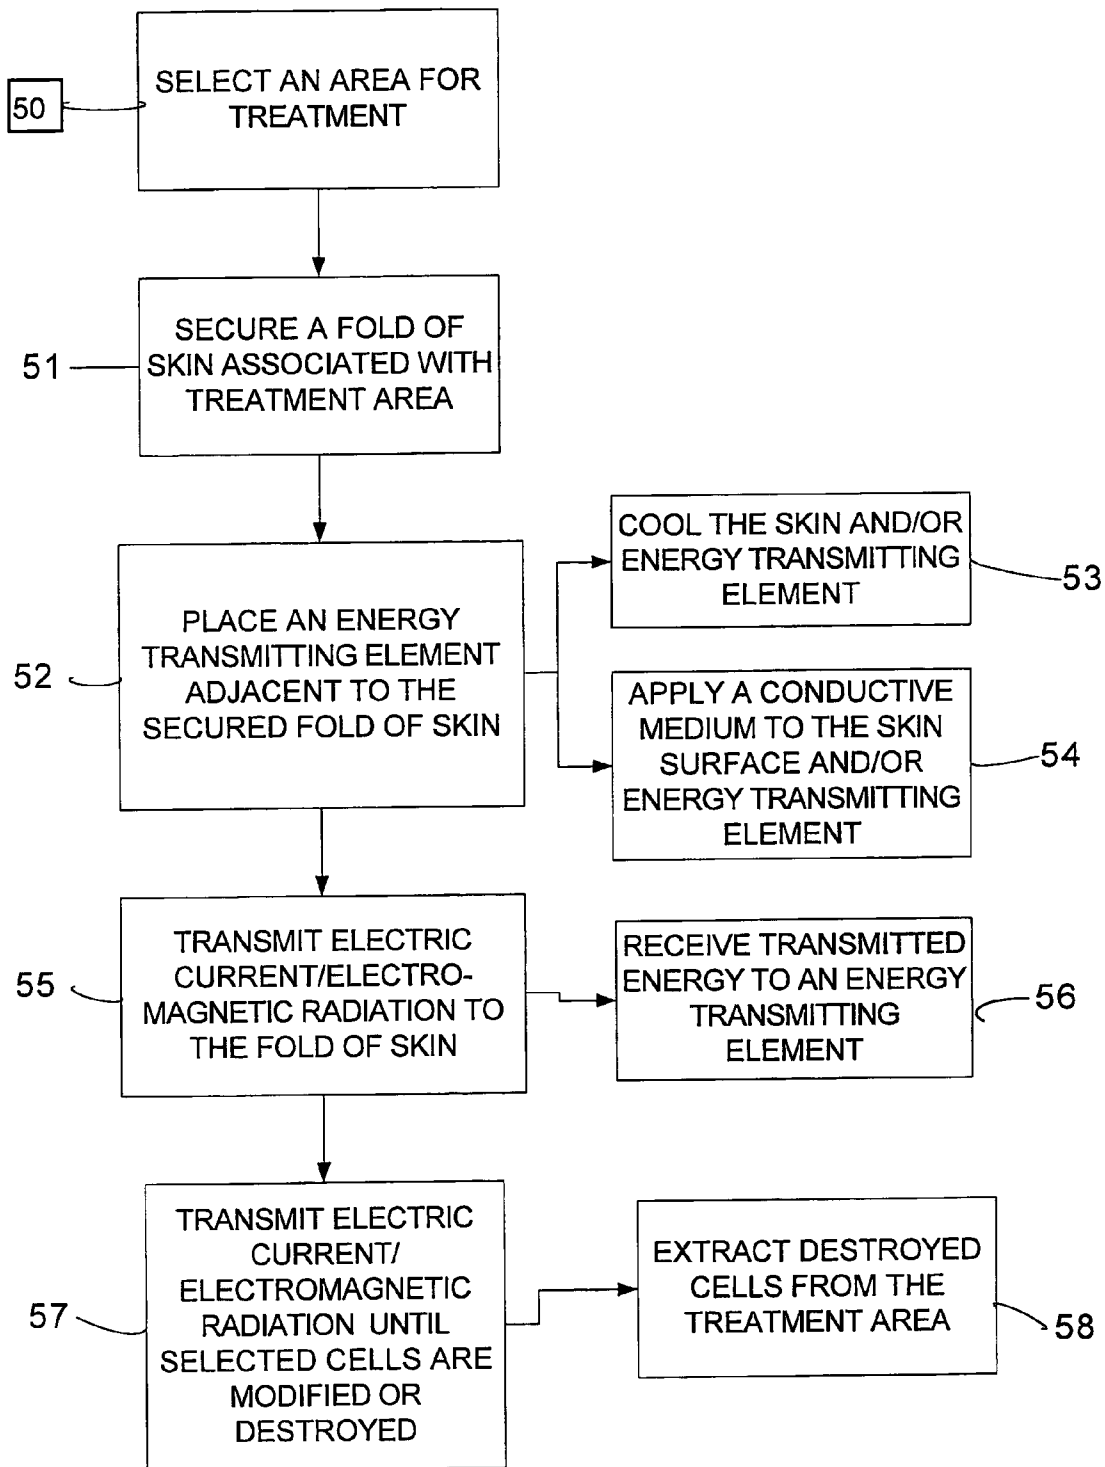 50
SELECT AN AREA FOR
TREATMENT
51
SECURE A FOLD OF
SKIN ASSOCIATED WITH
TREATMENT AREA
52
PLACE AN ENERGY
TRANSMITTING ELEMENT
ADJACENT TO THE
SECURED FOLD OF SKIN
COOL THE SKIN AND/OR
ENERGY TRANSMITTING
ELEMENT
53
APPLY A CONDUCTIVE
MEDIUM TO THE SKIN
SURFACE AND/OR
ENERGY TRANSMITTING
ELEMENT
54
55
TRANSMIT ELECTRIC
CURRENT/ELECTRO-
MAGNETIC RADIATION TO
THE FOLD OF SKIN
RECEIVE TRANSMITTED
ENERGY TO AN ENERGY
TRANSMITTING
ELEMENT
56
57
TRANSMIT ELECTRIC
CURRENT/
ELECTROMAGNETIC
RADIATION UNTIL
SELECTED CELLS ARE
MODIFIED OR
DESTROYED
EXTRACT DESTROYED
CELLS FROM THE
TREATMENT AREA
58